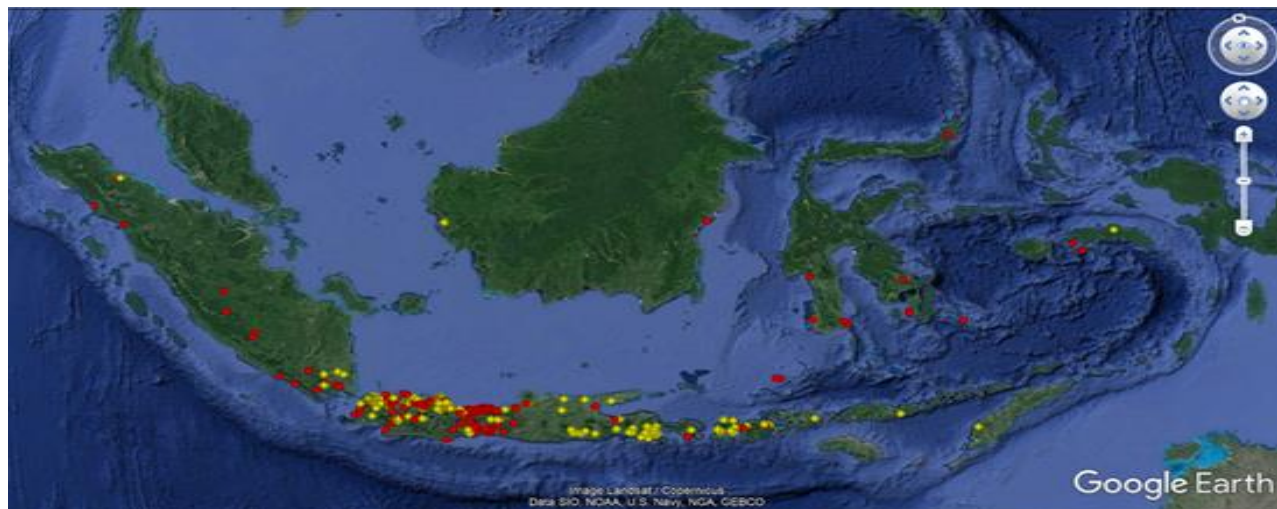 Image Landsat / Copernicus
Data SIO, NOAA, U.S. Navy, NGA, GEBCO
Google Earth